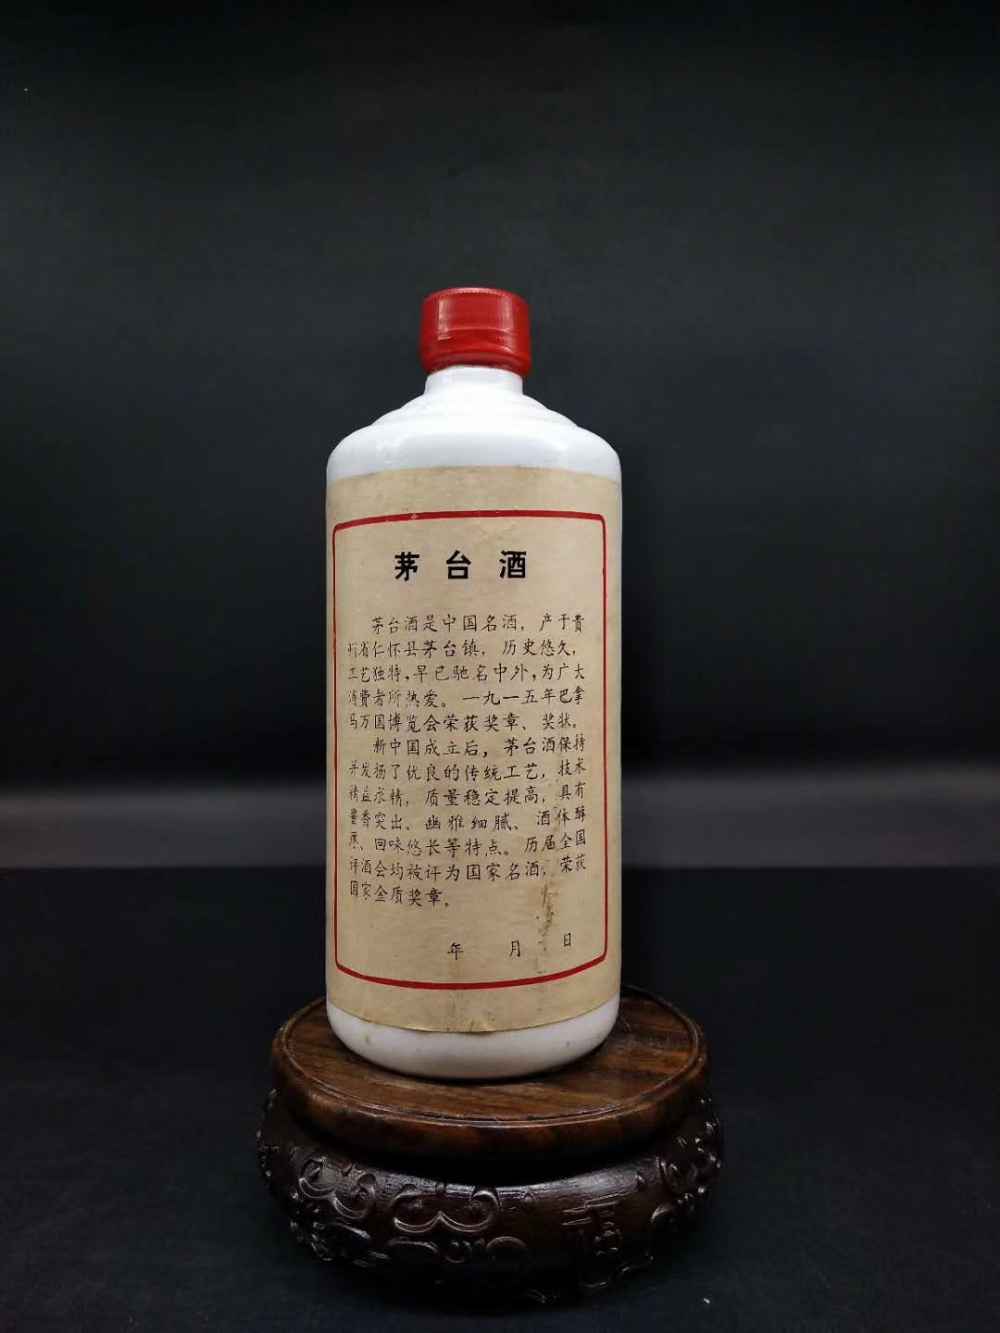 茅台酒
茅台酒是中国名酒，产于贵
州省仁怀县茅台镇，历史悠久，
工艺独特，早已驰名中外，为广大
消费者所热爱。一九一五年巴拿
马万国博览会荣获奖章、奖状。
新中国成立后，茅台酒保持
并发扬了优良的传统工艺，技术
精益求精，质量稳定提高，具有
酱香突出、幽雅细腻、酒体醇
厚、回味悠长等特点。历届全国
评酒会均被评为国家名酒，荣获
国家金质奖章。
年 月 日